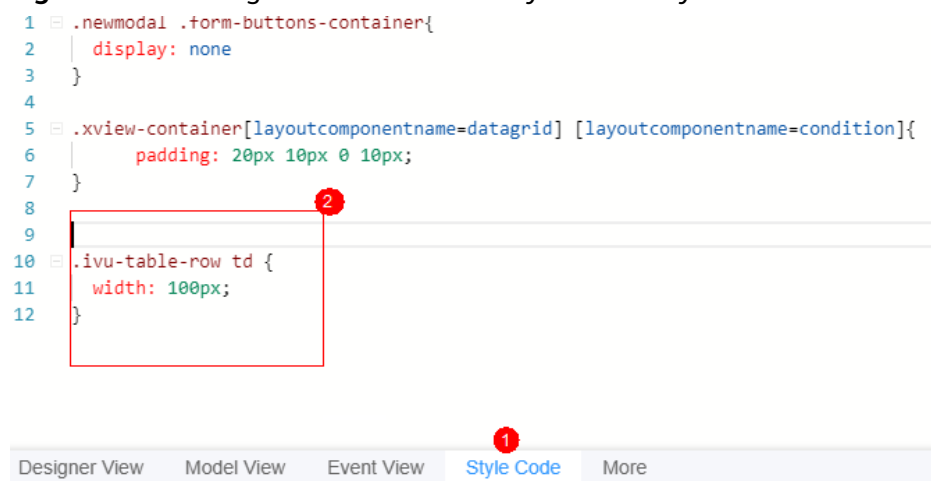 1 .newmodal .form-buttons-container{
2 display: none
3 }
4
5 .xview-container[layoutcomponentname=datagrid] [layoutcomponentname=condition]{
6 padding: 20px 10px 0 10px;
7 }
8 2
9
10 .ivu-table-row td {
11 width: 100px;
12 }
1
Designer View Model View Event View Style Code More